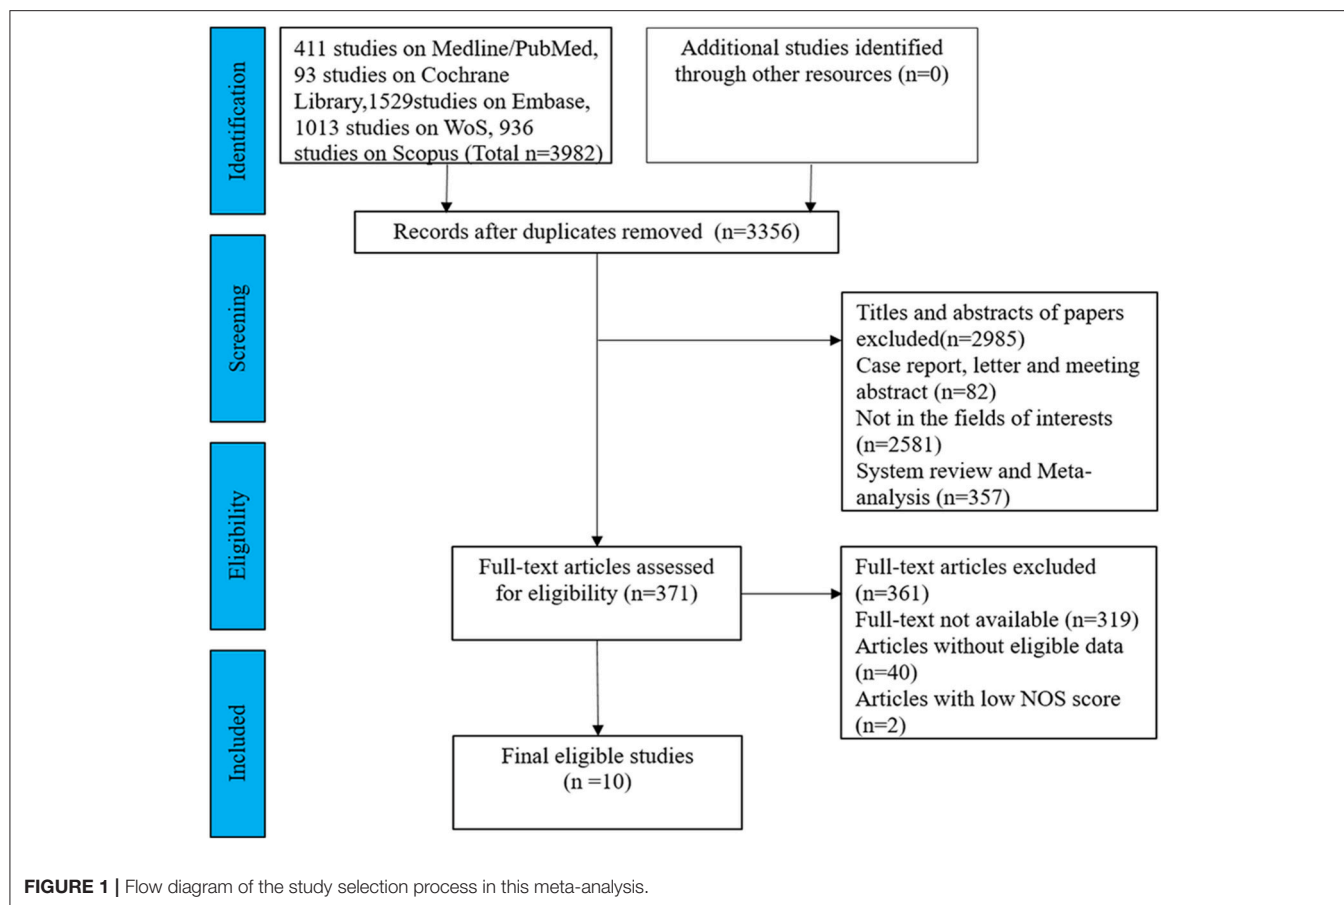 Identification
411 studies on Medline/PubMed,
93 studies on Cochrane
Library,1529studies on Embase,
1013 studies on WoS, 936
studies on Scopus (Total n=3982)
Additional studies identified
through other resources (n=0)
Records after duplicates removed (n=3356)
Screening
Titles and abstracts of papers
excluded(n=2985)
Case report, letter and meeting
abstract (n=82)
Not in the fields of interests
(n=2581)
System review and Meta-
analysis (n=357)
Eligibility
Full-text articles assessed
for eligibility (n=371)
Full-text articles excluded
(n=361)
Full-text not available (n=319)
Articles without eligible data
(n=40)
Articles with low NOS score
(n=2)
Included
Final eligible studies
(n =10)
FIGURE 1 | Flow diagram of the study selection process in this meta-analysis.